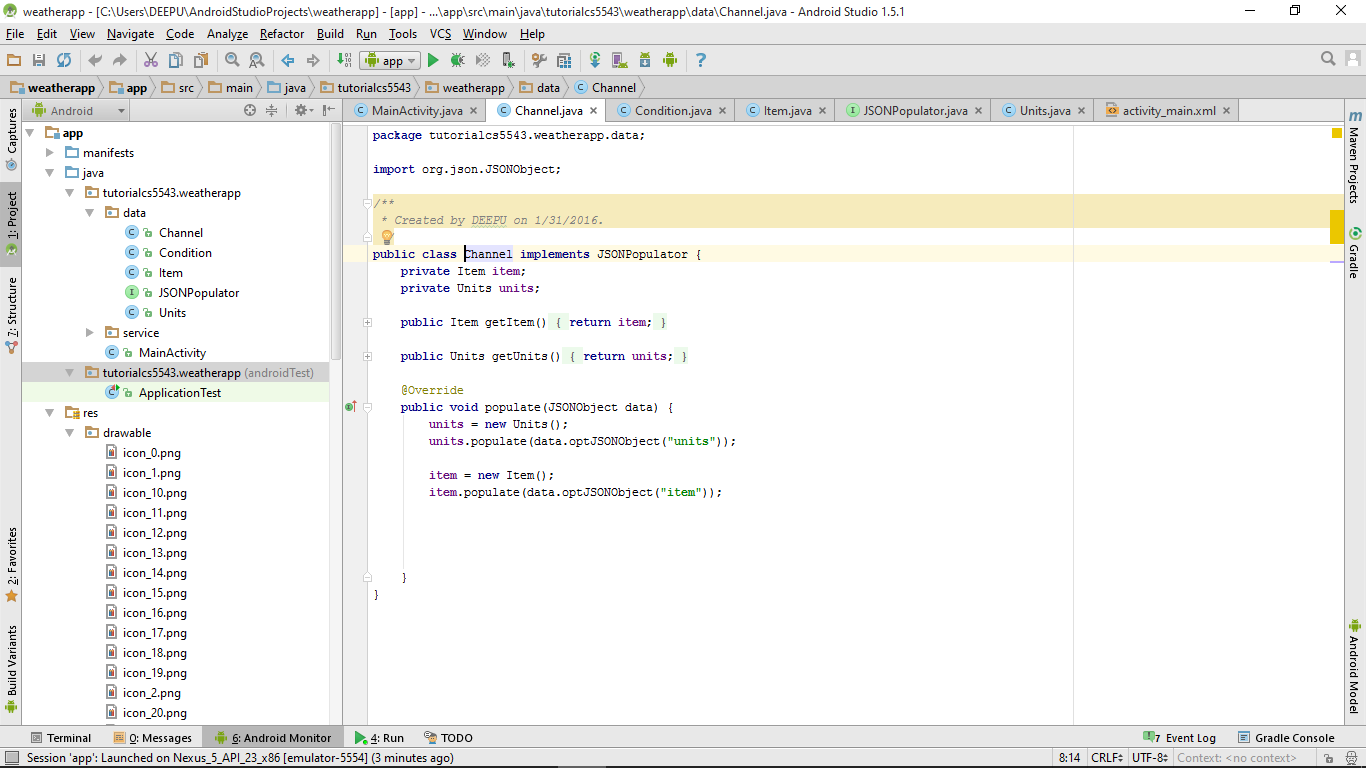 weatherapp - [C:\Users\DEEPU\AndroidStudioProjects\weatherapp] - [app] - ...\app\src\main\java\tutorialcs5543\weatherapp\data\Channel.java - Android Studio 1.5.1
File Edit View Navigate Code Analyze Refactor Build Run Tools VCS Window Help
app
weatherapp app src main java tutorialcs5543 weatherapp data Channel
Android
MainActivity.java Channel.java Condition.java Item.java JSONPopulator.java Units.java activity_main.xml
Captures
1: Project
7: Structure
2: Favorites
Build Variants
app
manifests
java
tutorialcs5543.weatherapp
data
Channel
Condition
Item
JSONPopulator
Units
service
MainActivity
tutorialcs5543.weatherapp (androidTest)
ApplicationTest
res
drawable
icon_0.png
icon_1.png
icon_10.png
icon_11.png
icon_12.png
icon_13.png
icon_14.png
icon_15.png
icon_16.png
icon_17.png
icon_18.png
icon_19.png
icon_2.png
icon_20.png
package tutorialcs5543.weatherapp.data;
import org.json.JSONObject;
/**
* Created by DEEPU on 1/31/2016.
/
public class Channel implements JSONPopulator {
private Item item;
private Units units;
public Item getItem() { return item; }
public Units getUnits() { return units; }
@Override
public void populate(JSONObject data) {
units = new Units();
units.populate(data.optJSONObject("units"));
item = new Item();
item.populate(data.optJSONObject("item"));
}
}
Maven Projects
Gradle
Android Model
Terminal 0: Messages 6: Android Monitor 4: Run TODO 7 Event Log Gradle Console
Session 'app': Launched on Nexus_5_API_23_x86 [emulator-5554] (3 minutes ago) 8:14 CRLF UTF-8 Context: <no context>